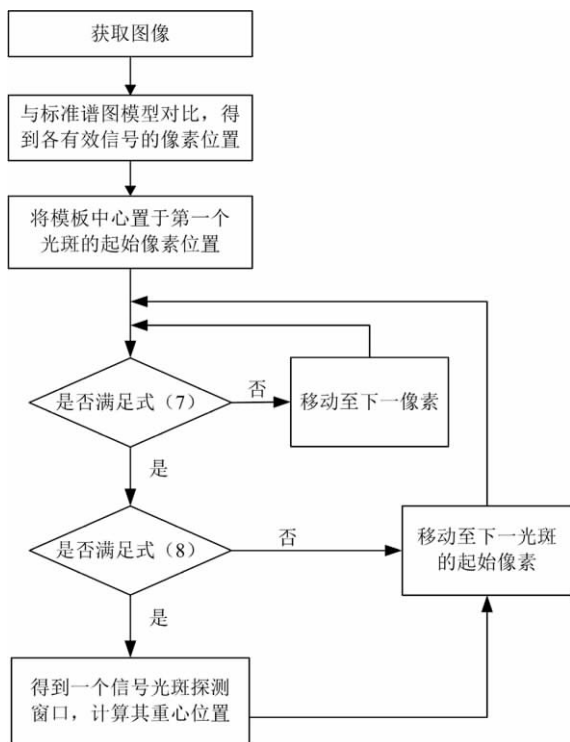 获取图像
与标准谱图模型对比，得
到各有效信号的像素位置
将模板中心置于第一个
光斑的起始像素位置
是否满足式（7）
否
移动至下一像素
是
是否满足式（8）
否
移动至下一光斑
的起始像素
是
得到一个信号光斑探测
窗口，计算其重心位置